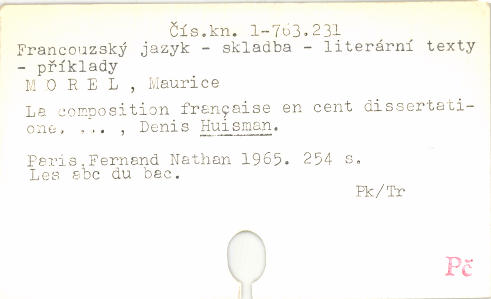 Čís.kn. 1-763.231
Francouzský jazyk - skladba - literární texty
- příklady
M O R E L , Maurice
La composition française en cent dissertati-
ons, ... , Denis Huisman.
Paris,Fernand Nathan 1965. 254 s.
Les abc du bac.
Pk/Tr
Pč